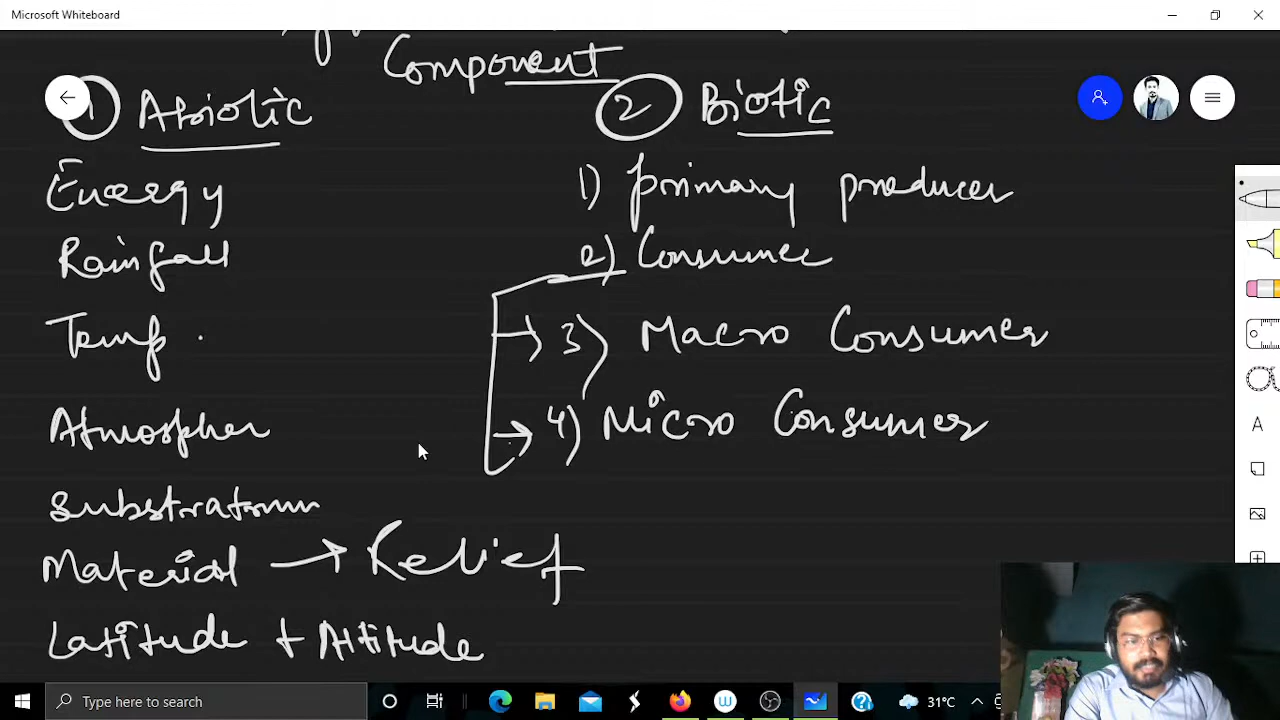 Microsoft Whiteboard
Component
1 Abiotic
2 Biotic
Energy
1) primary producer
Rainfall
2) Consumer
Temp.
3) Macro Consumer
Atmospher
4) Micro Consumer
Substratum
Material → Relief
Latitude + Altitude
Type here to search
31°C